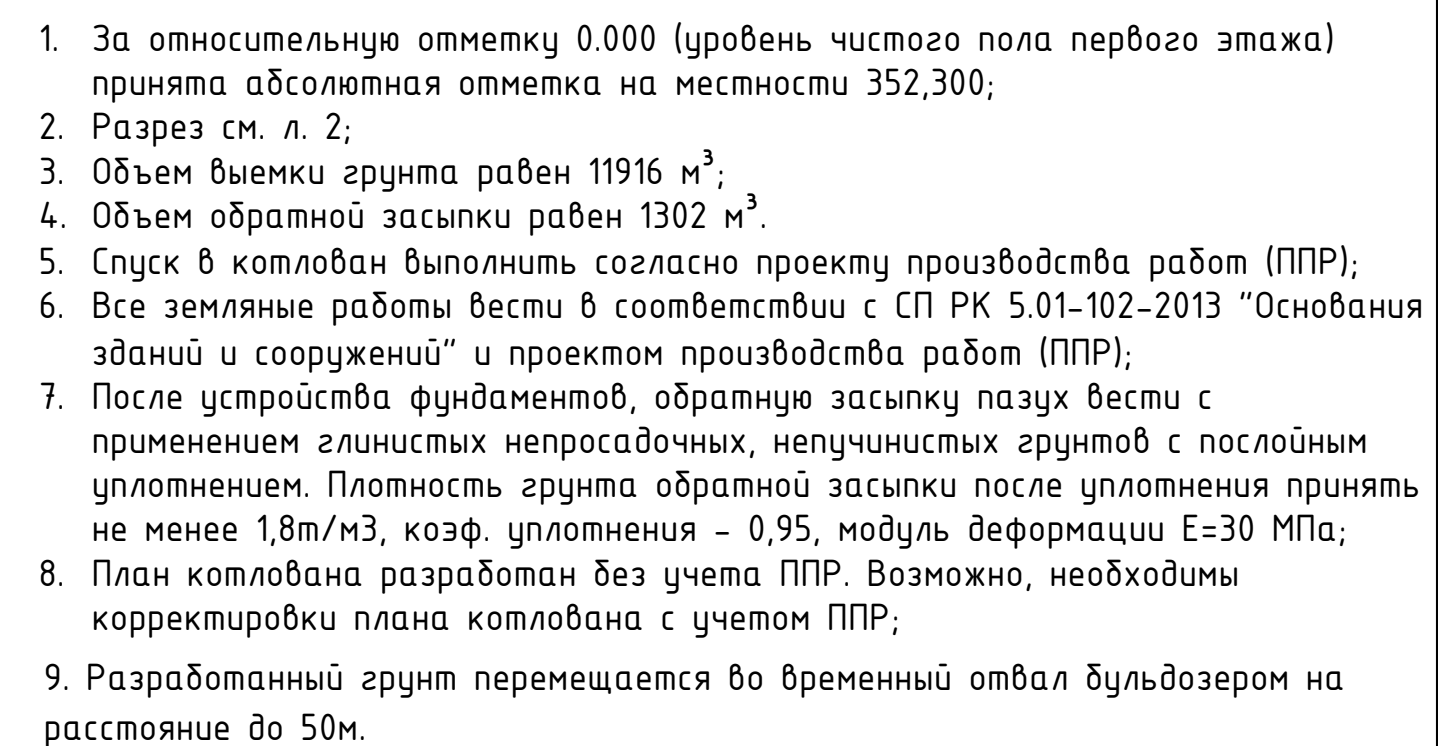 1. За относительную отметку 0.000 (уровень чистого пола первого этажа)
принята абсолютная отметка на местности 352,300;
2. Разрез см. л. 2;
3. Объем выемки грунта равен 11916 м³;
4. Объем обратной засыпки равен 1302 м³.
5. Спуск в котлован выполнить согласно проекту производства работ (ППР);
6. Все земляные работы вести в соответствии с СП РК 5.01-102-2013 "Основания
зданий и сооружений" и проектом производства работ (ППР);
7. После устройства фундаментов, обратную засыпку пазух вести с
применением глинистых непросадочных, непучинистых грунтов с послойным
уплотнением. Плотность грунта обратной засыпки после уплотнения принять
не менее 1,8т/м3, коэф. уплотнения - 0,95, модуль деформации Е=30 МПа;
8. План котлована разработан без учета ППР. Возможно, необходимы
корректировки плана котлована с учетом ППР;
9. Разработанный грунт перемещается во временный отвал бульдозером на
расстояние до 50м.